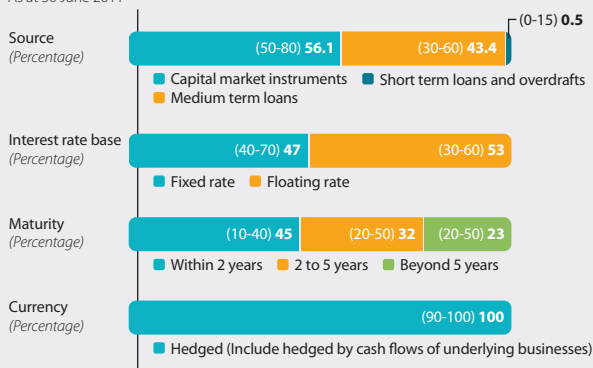 Source
(Percentage)
(0-15) 0.5
(50-80) 56.1
(30-60) 43.4
Capital market instruments
Short term loans and overdrafts
Medium term loans
Interest rate base
(Percentage)
(40-70) 47
(30-60) 53
Fixed rate
Floating rate
Maturity
(Percentage)
(10-40) 45
(20-50) 32
(20-50) 23
Within 2 years
2 to 5 years
Beyond 5 years
Currency
(Percentage)
(90-100) 100
Hedged (Include hedged by cash flows of underlying businesses)